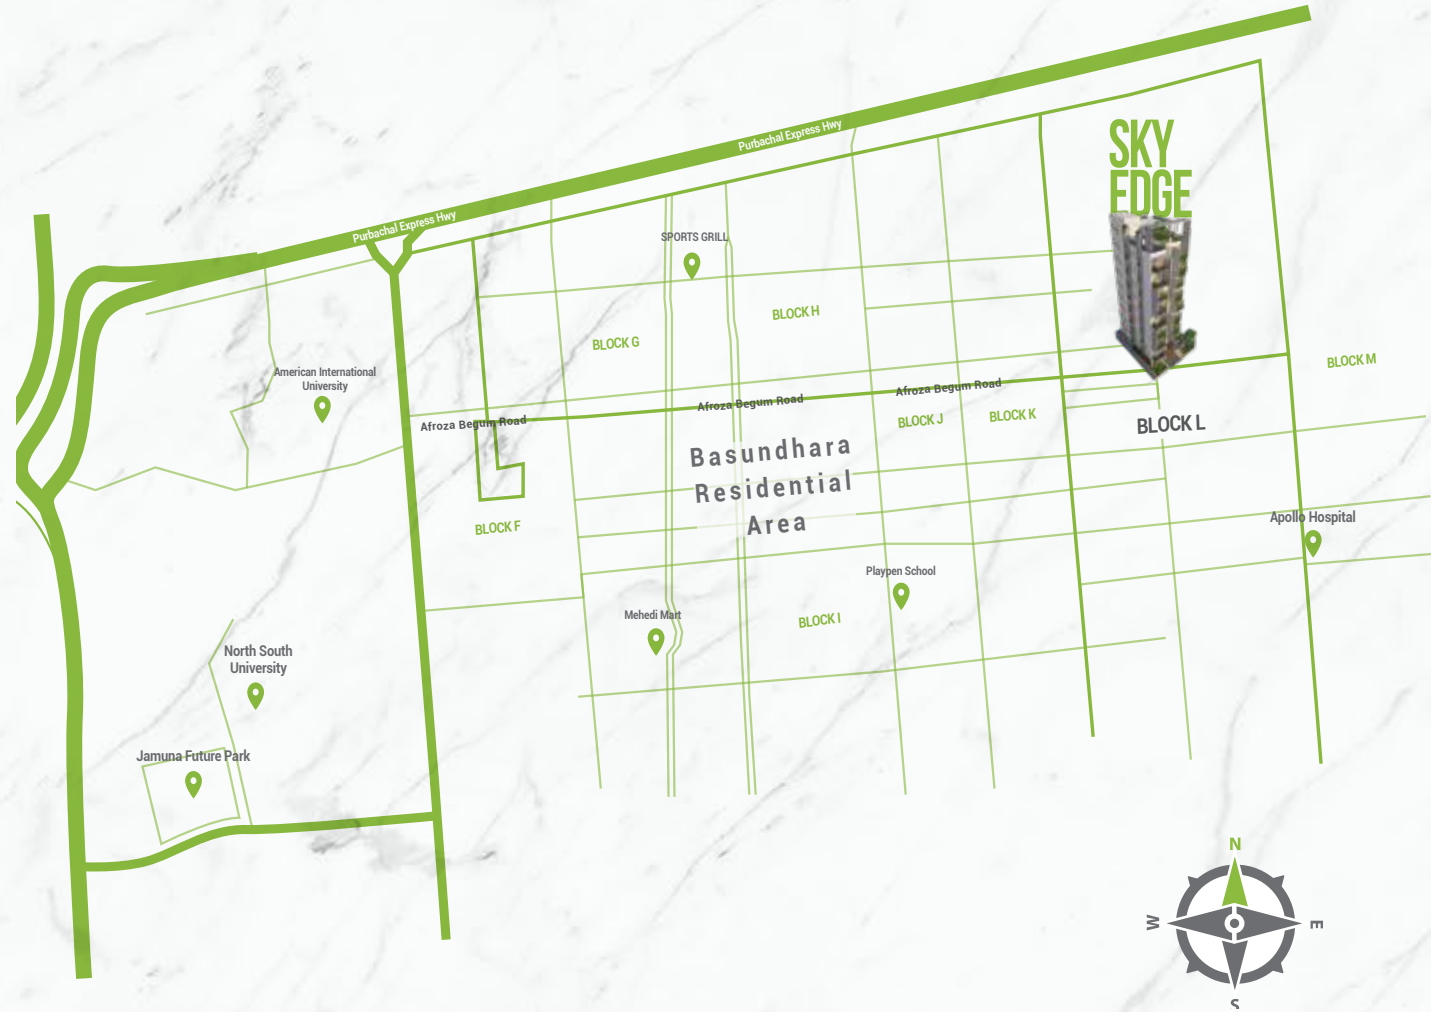 Purbachal Express Hwy
SKY
EDGE
Purbachal Express Hwy
SPORTS GRILL
BLOCK H
BLOCK G
BLOCK M
American International
University
Afroza Begum Road
Afroza Begum Road
Afroza Begum Road
BLOCK J
BLOCK K
BLOCK L
Basundhara
Residential
Area
BLOCK F
Apollo Hospital
Playpen School
Mehedi Mart
BLOCK I
North South
University
Jamuna Future Park
N
W
E
S